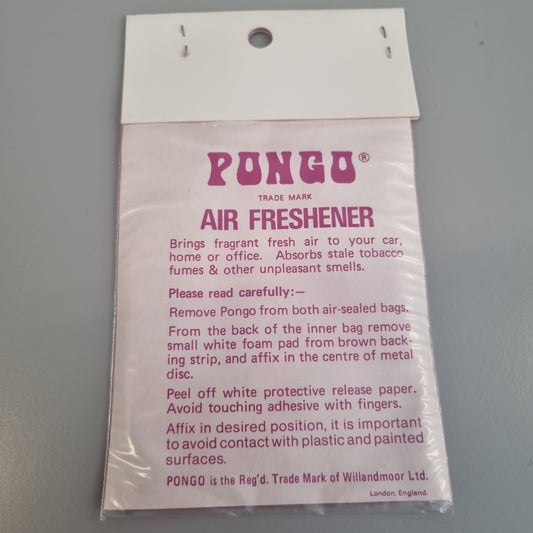 PONGO®
TRADE MARK
AIR FRESHENER
Brings fragrant fresh air to your car,
home or office. Absorbs stale tobacco
fumes & other unpleasant smells.
Please read carefully:—
Remove Pongo from both air-sealed bags.
From the back of the inner bag remove
small white foam pad from brown back-
ing strip, and affix in the centre of metal
disc.
Peel off white protective release paper.
Avoid touching adhesive with fingers.
Affix in desired position, it is important
to avoid contact with plastic and painted
surfaces.
PONGO is the Reg'd. Trade Mark of Willandmoor Ltd.
London, England.